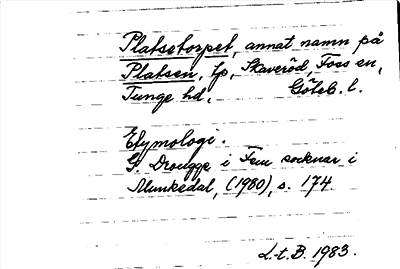 Platsetorpet, annat namn på
Platsen, lp, Skaveröd, Foss sn,
Tunge hd, Göteb. l.
Etymologi.
G. Drougge i Fem socknar i
Munkedal, (1980), s. 174
L-t. B. 1983.